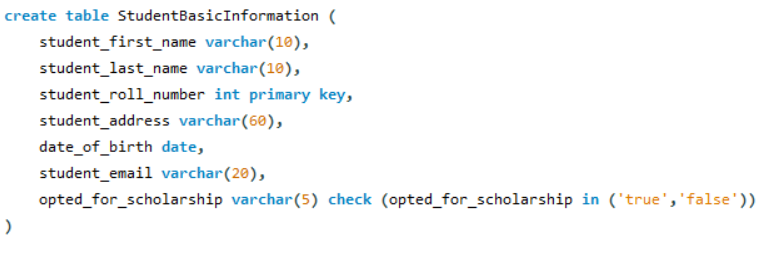 create table StudentBasicInformation (
    student_first_name varchar(10),
    student_last_name varchar(10),
    student_roll_number int primary key,
    student_address varchar(60),
    date_of_birth date,
    student_email varchar(20),
    opted_for_scholarship varchar(5) check (opted_for_scholarship in ('true','false'))
)